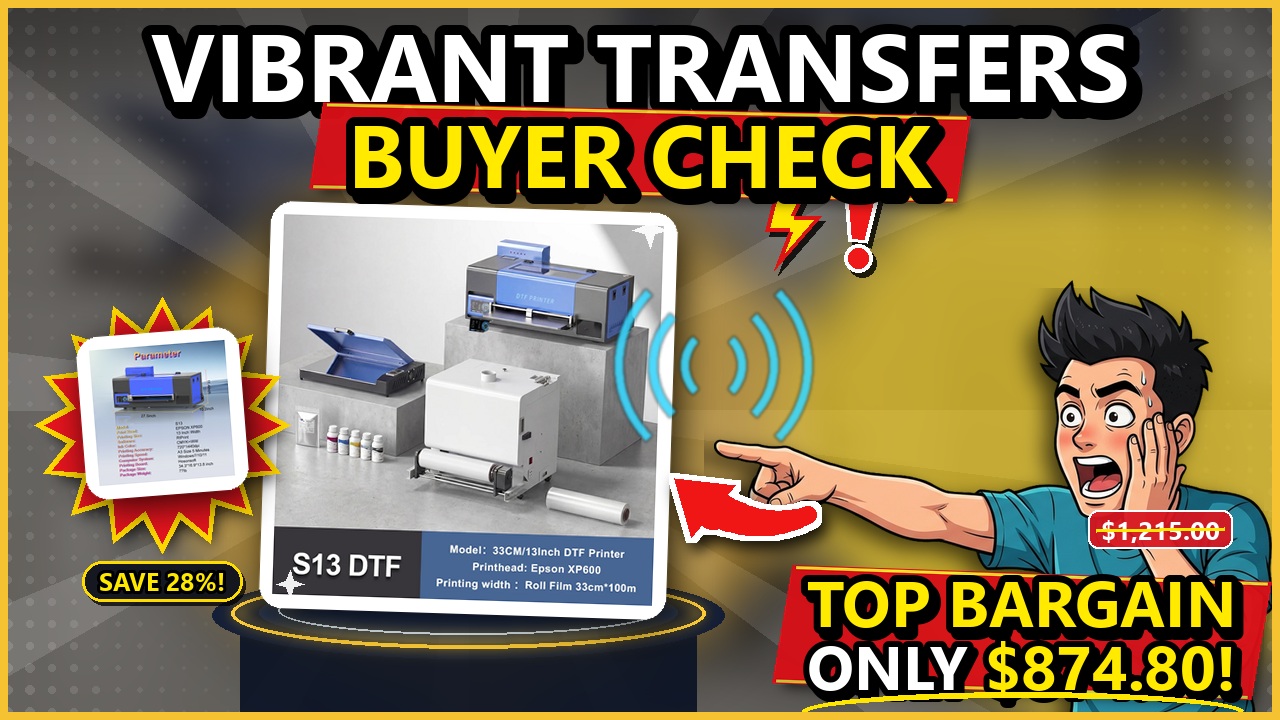 VIBRANT TRANSFERS
BUYER CHECK
DTF PRINTER
Parameter
S13 DTF
Model: 33CM/13Inch DTF Printer
Printhead: Epson XP600
Printing width : Roll Film 33cm*100m
SAVE 28%!
$1,215.00
TOP BARGAIN
ONLY $874.80!